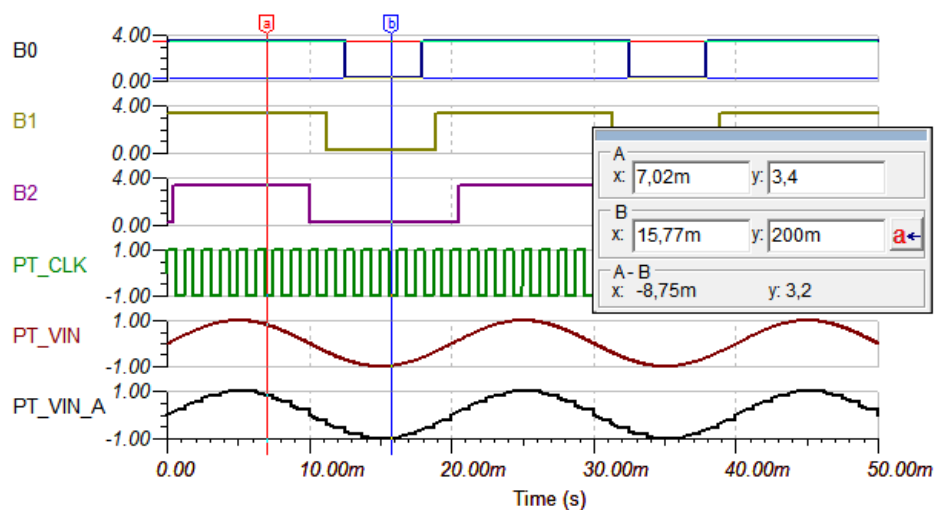 a b
B0 4.00
0.00
B1 4.00
0.00
B2 4.00
0.00
PT_CLK 1.00
-1.00
PT_VIN 1.00
-1.00
PT_VIN_A 1.00
-1.00
0.00 10.00m 20.00m 30.00m 40.00m 50.00m
Time (s)
A
x: 7,02m y: 3,4
B
x: 15,77m y: 200m a
A - B
x: -8,75m y: 3,2